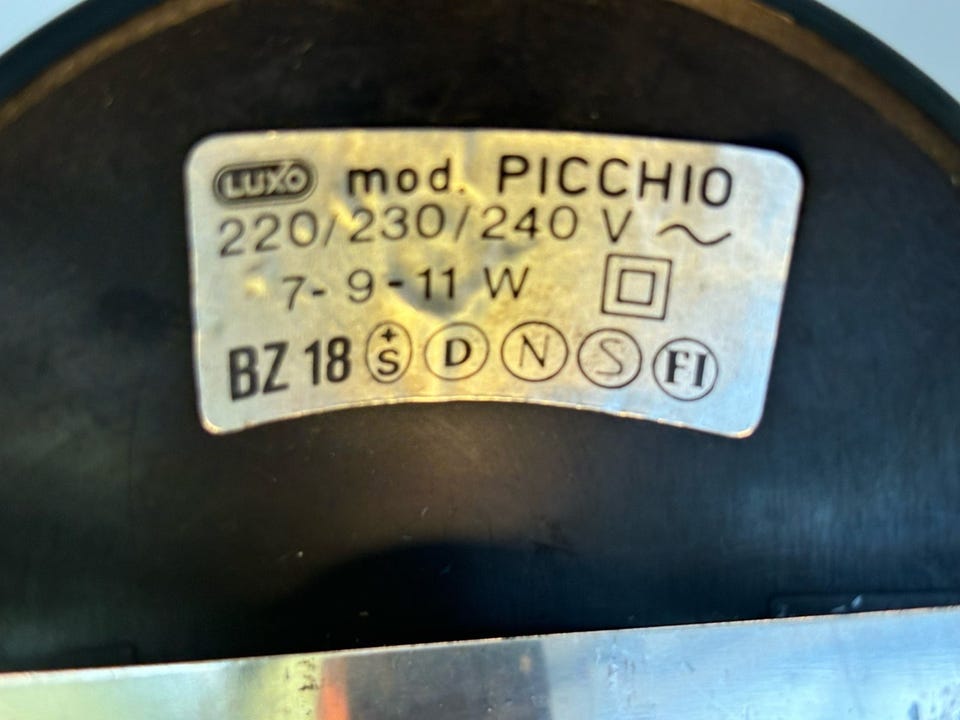 LUXO mod. PICCHIO
220/230/240 V ~
7-9-11 W
BZ 18 +S D N S FI